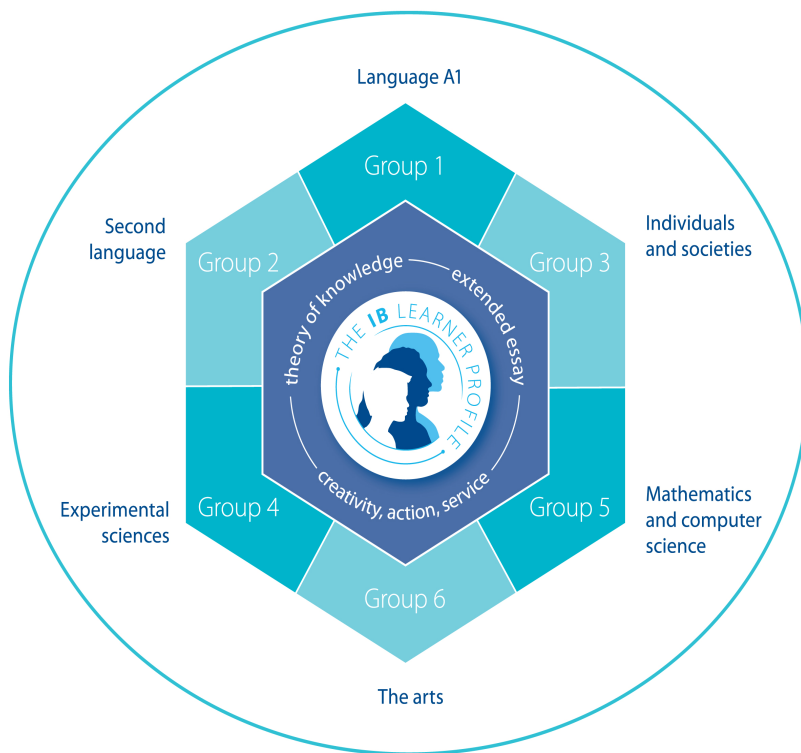 Language A1
Group 1
Second
language
Group 2
Individuals
and societies
Group 3
theory of knowledge
extended essay
THE IB LEARNER PROFILE
creativity, action, service
Experimental
sciences
Group 4
Mathematics
and computer
science
Group 5
Group 6
The arts